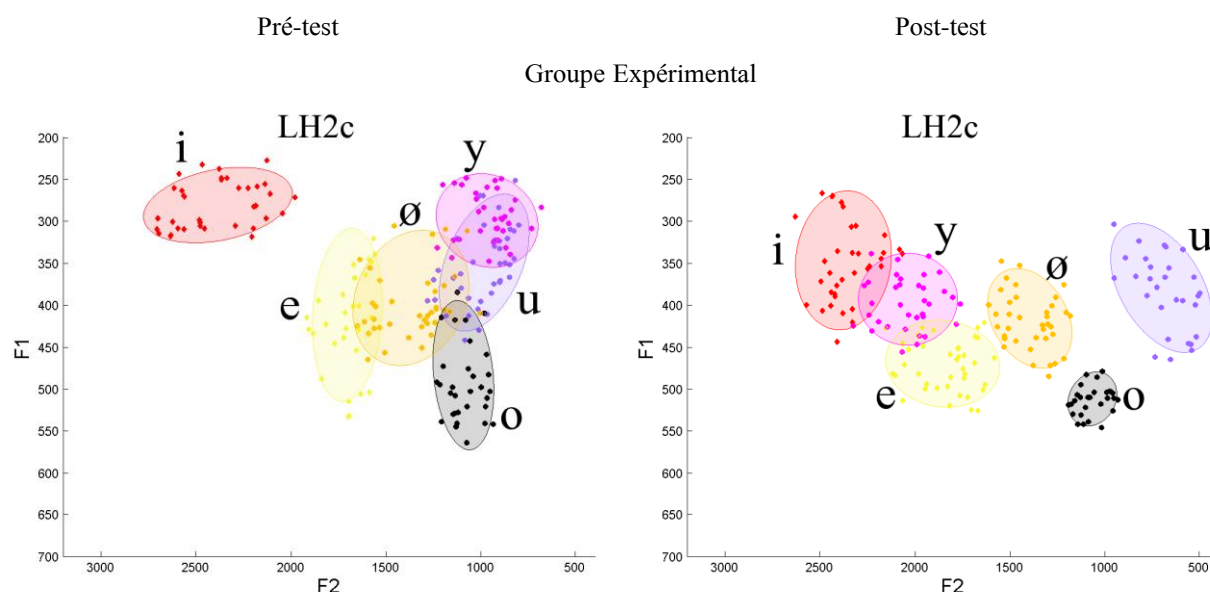 Pré-test
Post-test
Groupe Expérimental
LH2c
i
y
ø
e
u
o
F1
200
250
300
350
400
450
500
550
600
650
700
3000
2500
2000
1500
1000
500
F2
LH2c
i
y
u
ø
e
o
F1
200
250
300
350
400
450
500
550
600
650
700
3000
2500
2000
1500
1000
500
F2